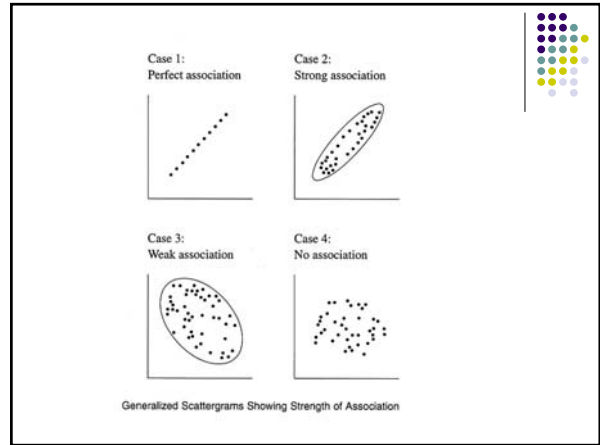 Case 1:
Perfect association
Case 2:
Strong association
Case 3:
Weak association
Case 4:
No association
Generalized Scattergrams Showing Strength of Association